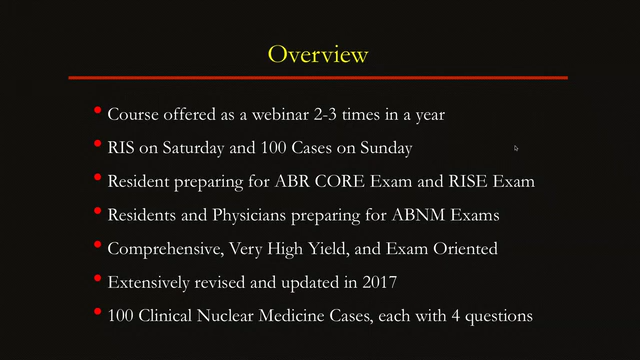 Overview
Course offered as a webinar 2-3 times in a year
RIS on Saturday and 100 Cases on Sunday
Resident preparing for ABR CORE Exam and RISE Exam
Residents and Physicians preparing for ABNM Exams
Comprehensive, Very High Yield, and Exam Oriented
Extensively revised and updated in 2017
100 Clinical Nuclear Medicine Cases, each with 4 questions